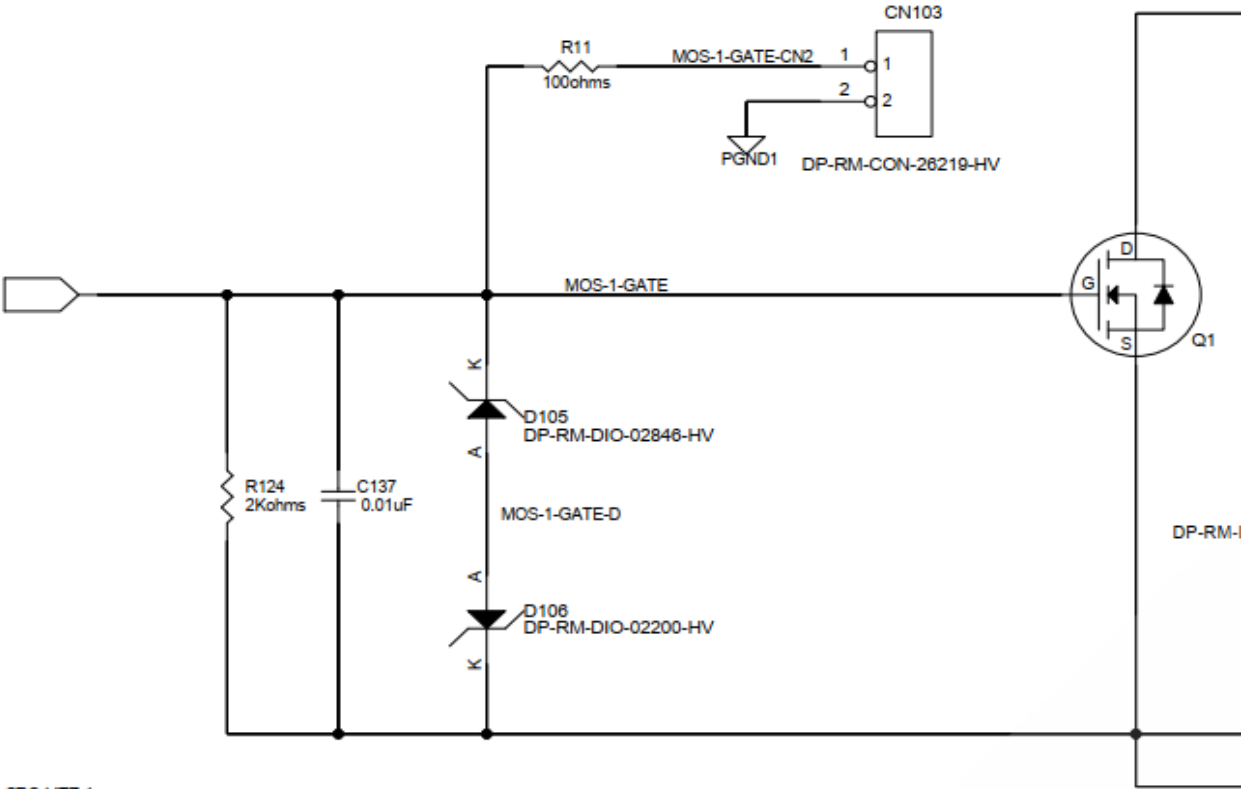 CN103
R11
100ohms
MOS-1-GATE-CN2
1
1
2
2
PGND1
DP-RM-CON-26219-HV
MOS-1-GATE
D
G
S
Q1
K
D105
DP-RM-DIO-02846-HV
A
R124
2Kohms
C137
0.01uF
MOS-1-GATE-D
A
D106
DP-RM-DIO-02200-HV
K
DP-RM-